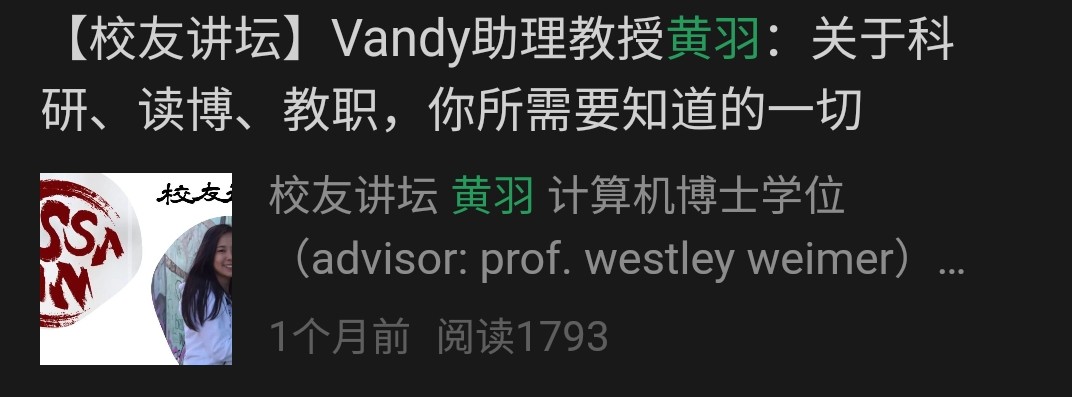 【校友讲坛】Vandy助理教授黄羽：关于科
研、读博、教职，你所需要知道的一切
SSA
校友
校友讲坛 黄羽 计算机博士学位
（advisor: prof. westley weimer）...
1个月前 阅读1793